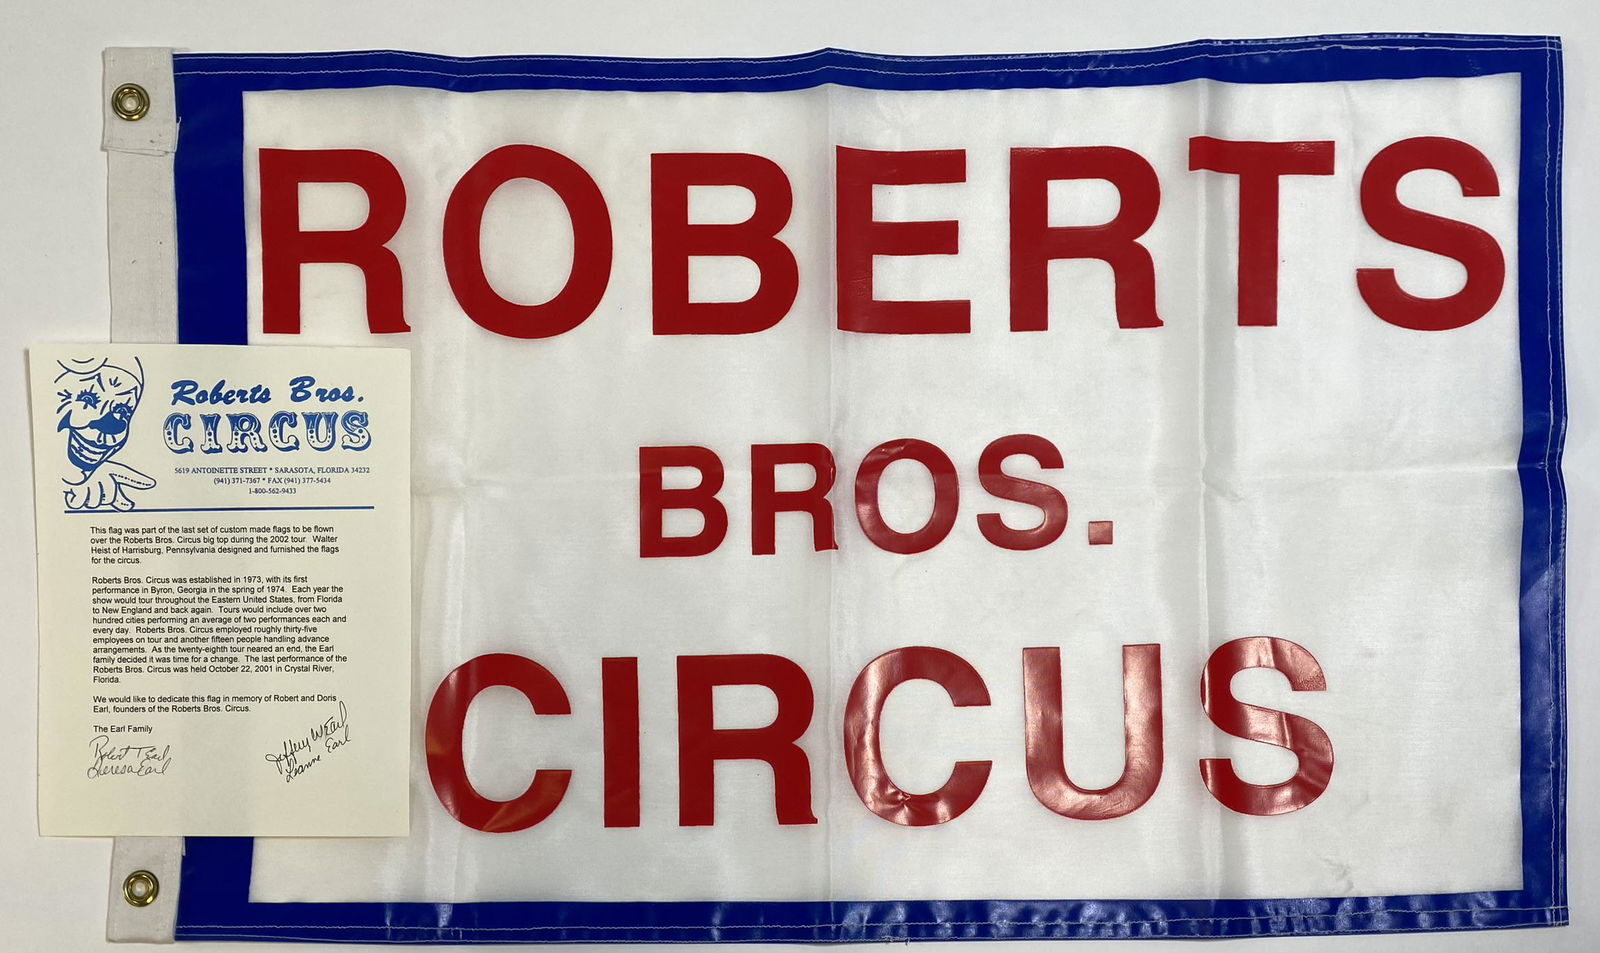 ROBERTS
BROS.
CIRCUS
Roberts Bros.
CIRCUS
5619 ANTOINETTE STREET * SARASOTA, FLORIDA 34232
(941) 371-7367 * FAX (941) 377-5434
1-800-562-9433
This flag was part of the last set of custom made flags to be flown
over the Roberts Bros. Circus big top during the 2002 tour. Walter
Heist of Harrisburg, Pennsylvania designed and furnished the flags
for the circus.
Roberts Bros. Circus was established in 1973, with its first
performance in Byron, Georgia in the spring of 1974. Each year the
show would tour throughout the Eastern United States, from Florida
to New England and back again. Tours would include over two
hundred cities performing an average of two performances each and
every day. Roberts Bros. Circus employed roughly thirty-five
employees on tour and another fifteen people handling advance
arrangements. As the twenty-eighth tour neared an end, the Earl
family decided it was time for a change. The last performance of the
Roberts Bros. Circus was held October 22, 2001 in Crystal River,
Florida.
We would like to dedicate this flag in memory of Robert and Doris
Earl, founders of the Roberts Bros. Circus.
The Earl Family
Robert T Earl
Theresa Earl
Jeffery W Earl
Leanne Earl